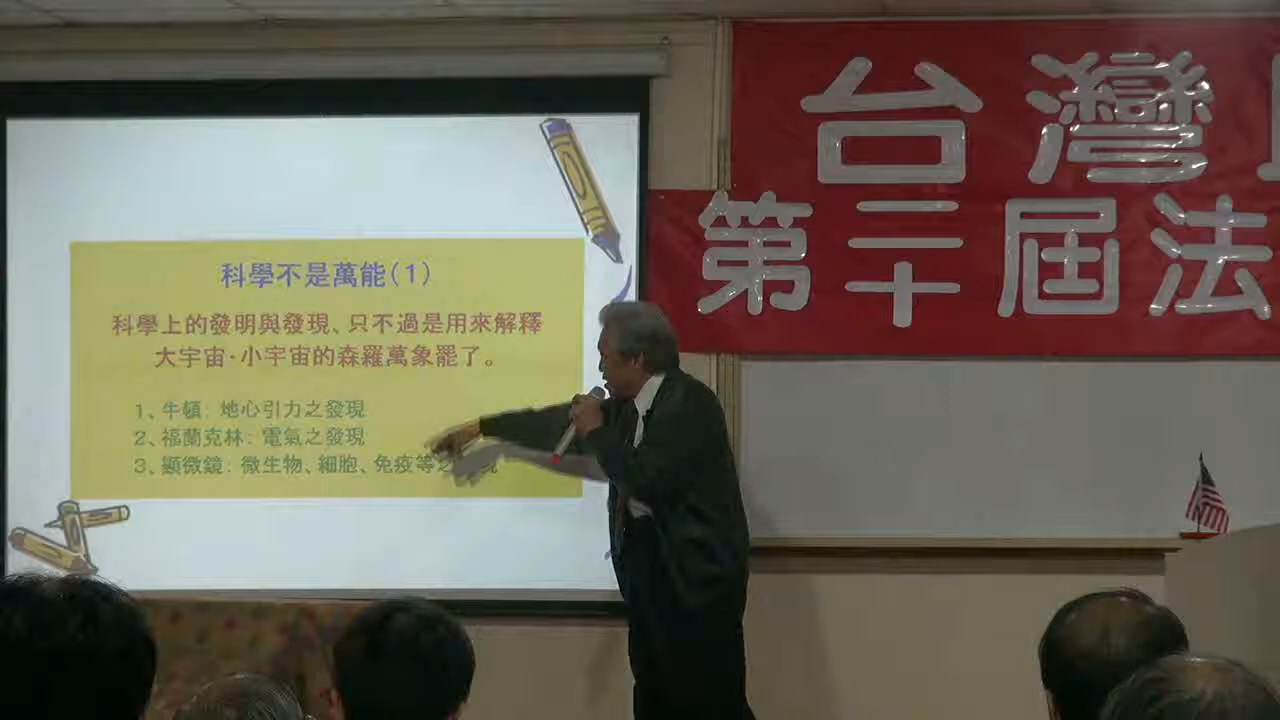 科學不是萬能(1)
科學上的發明與發現、只不過是用來解釋
大宇宙·小宇宙的森羅萬象罷了。
1、牛頓：地心引力之發現
2、福蘭克林：電氣之發現
3、顯微鏡：微生物、細胞、免疫等之
台灣
第二十屆法